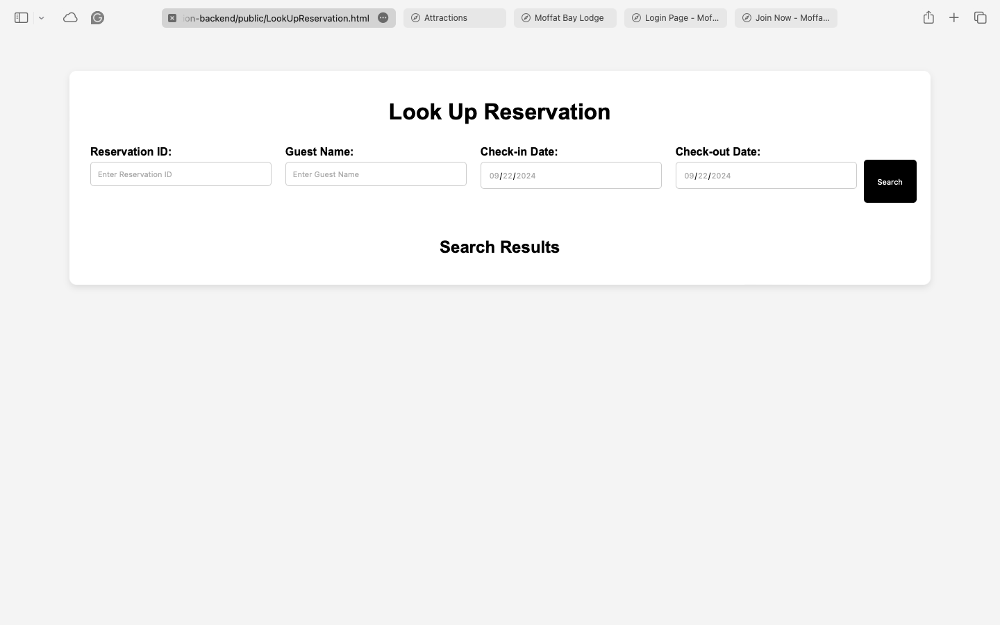 ion-backend/public/LookUpReservation.html
Attractions
Moffat Bay Lodge
Login Page - Mof...
Join Now - Moffa...
Look Up Reservation
Reservation ID:
Guest Name:
Check-in Date:
Check-out Date:
Enter Reservation ID
Enter Guest Name
09/22/2024
09/22/2024
Search
Search Results